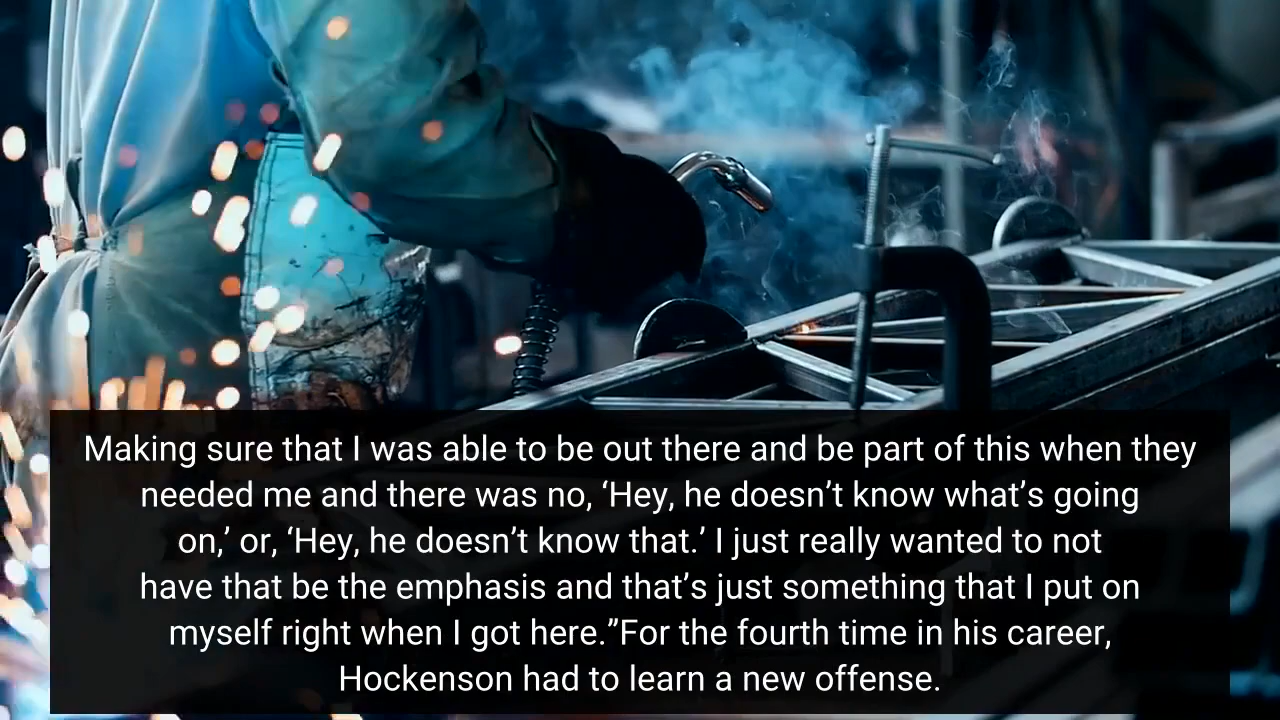 Making sure that I was able to be out there and be part of this when they
needed me and there was no, ‘Hey, he doesn’t know what’s going
on,’ or, ‘Hey, he doesn’t know that.’ I just really wanted to not
have that be the emphasis and that’s just something that I put on
myself right when I got here.”For the fourth time in his career,
Hockenson had to learn a new offense.